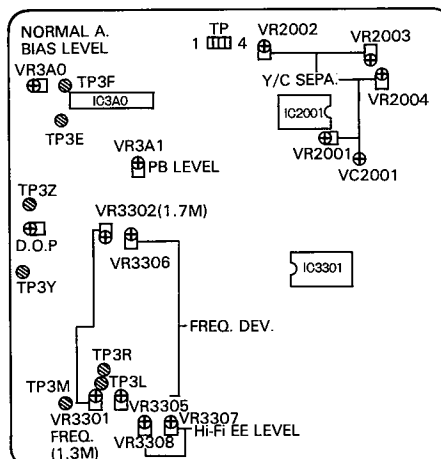 NORMAL A.
BIAS LEVEL
TP
1 4
VR2002
VR2003
VR3A0
TP3F
IC3A0
Y/C SEPA.
VR2004
IC2001
TP3E
VR2001
VC2001
VR3A1
PB LEVEL
TP3Z
VR3302(1.7M)
D.O.P
VR3306
TP3Y
IC3301
FREQ. DEV.
TP3R
TP3M
TP3L
VR3301
FREQ.
(1.3M)
VR3305
VR3307
VR3308
Hi-Fi EE LEVEL